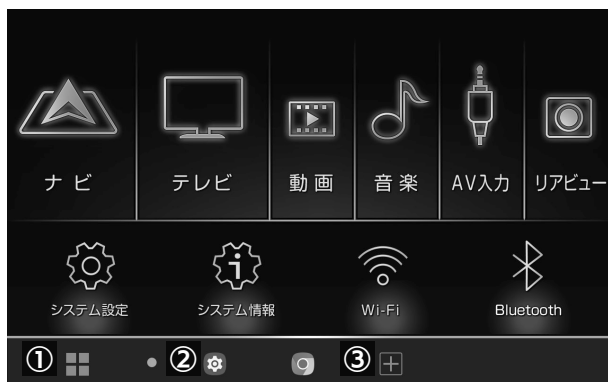 ナビ テレビ 動画 音楽 AV入力 リアビュー
システム設定 システム情報 Wi-Fi Bluetooth
① ② ③